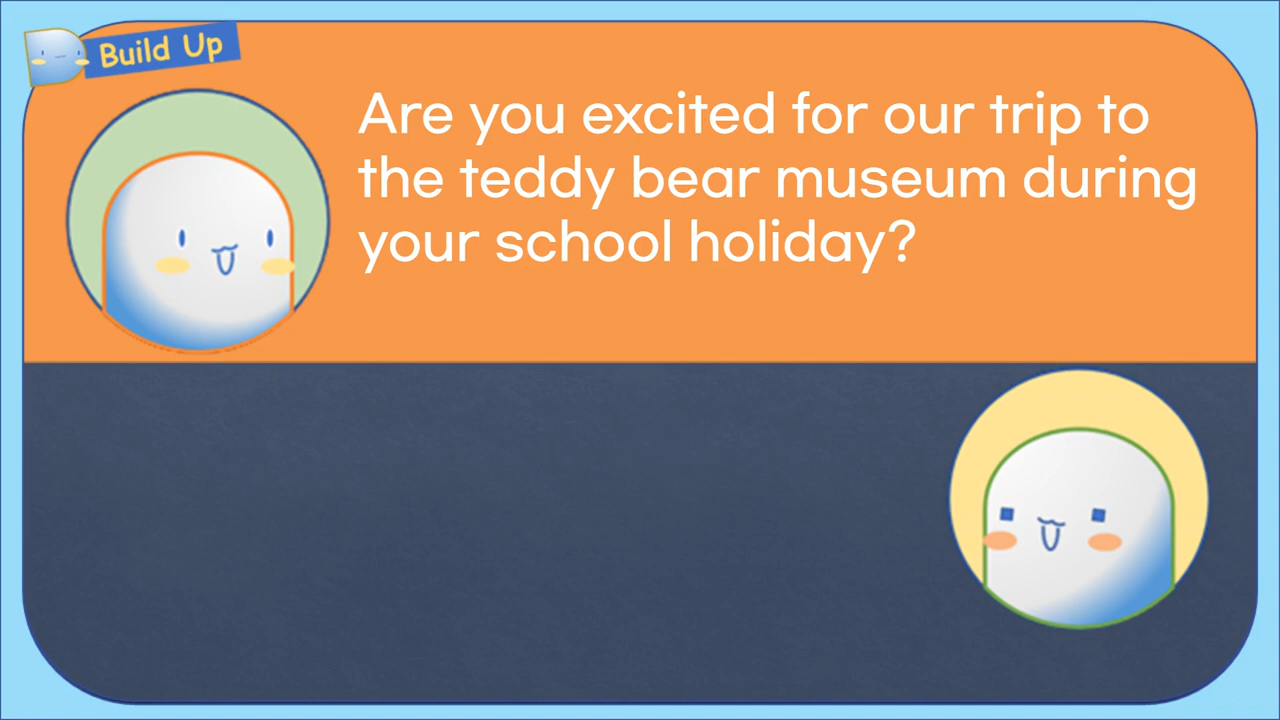 Build Up
Are you excited for our trip to
the teddy bear museum during
your school holiday?